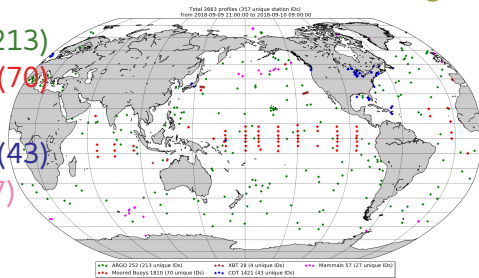 Total 2663 profiles (357 unique station IDs)
From 2018-09-09 21:00:00 to 2018-09-10 09:00:00
213)
(70)
(43)
7)
ARGO 252 (213 unique IDs)
Moored Buoys 1810 (70 unique IDs)
XBT 28 (4 unique IDs)
CDT 1421 (43 unique IDs)
Mammals 57 (27 unique IDs)